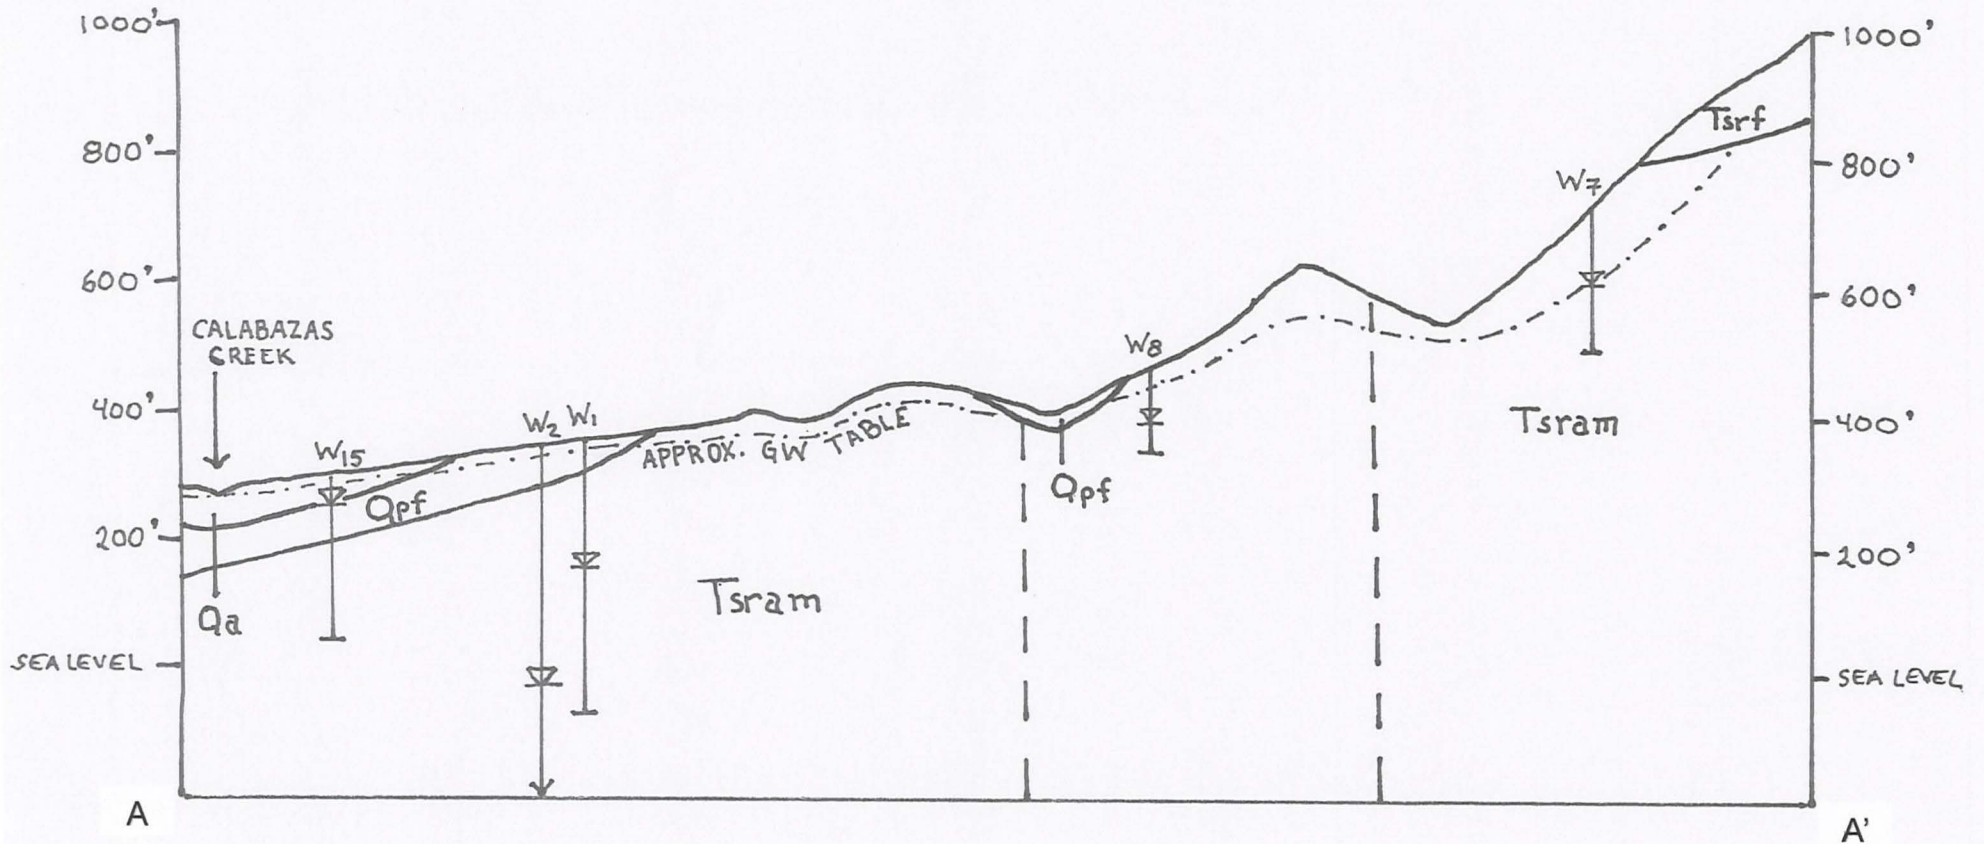 1000'
800'
600'
400'
200'
SEA LEVEL
CALABAZAS
CREEK
W15
W2
W1
Qpf
Qa
APPROX. GW TABLE
Tsram
Qpf
W8
W7
Tsrf
Tsram
1000'
800'
600'
400'
200'
SEA LEVEL
A
A'